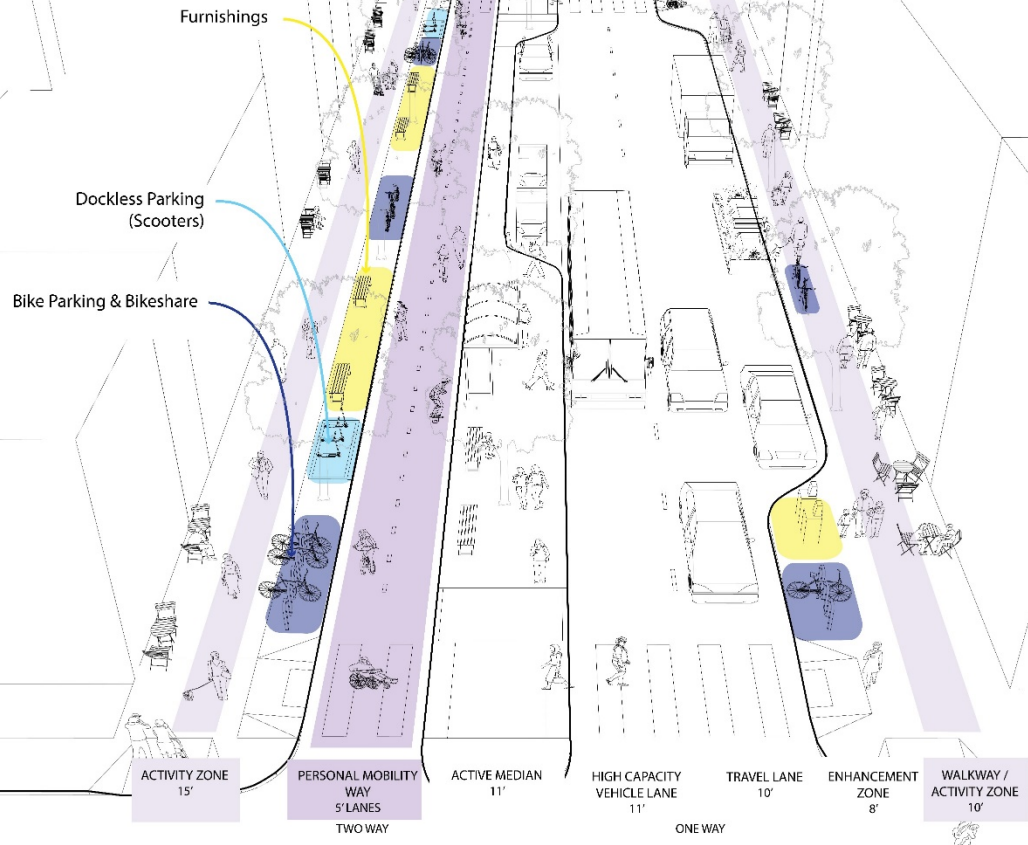 Furnishings
Dockless Parking
(Scooters)
Bike Parking & Bikeshare
ACTIVITY ZONE
15'
PERSONAL MOBILITY
WAY
5' LANES
TWO WAY
ACTIVE MEDIAN
11'
HIGH CAPACITY
VEHICLE LANE
11'
TRAVEL LANE
10'
ONE WAY
ENHANCEMENT
ZONE
8'
WALKWAY /
ACTIVITY ZONE
10'